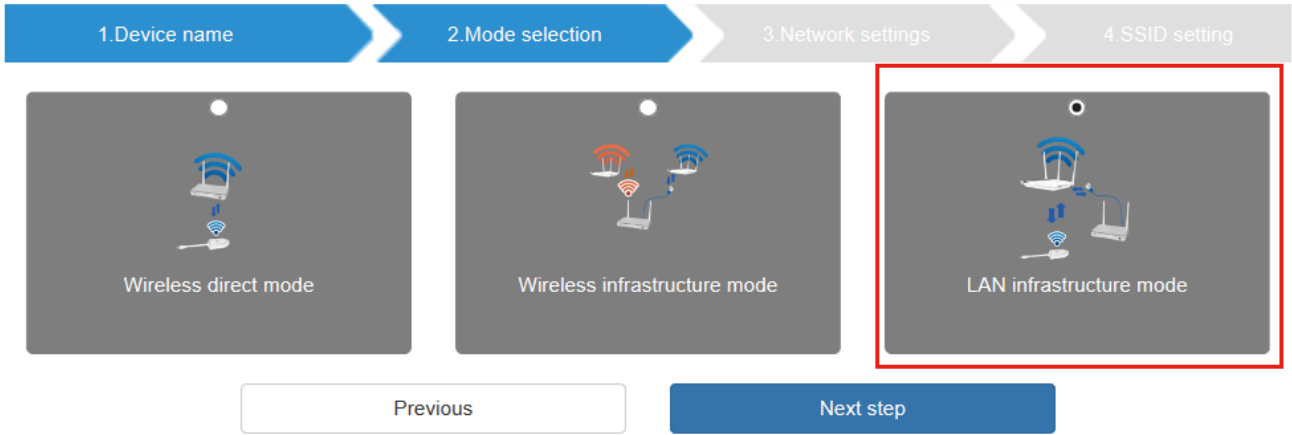 1.Device name
2.Mode selection
3.Network settings
4.SSID setting
Wireless direct mode
Wireless infrastructure mode
LAN infrastructure mode
Previous
Next step